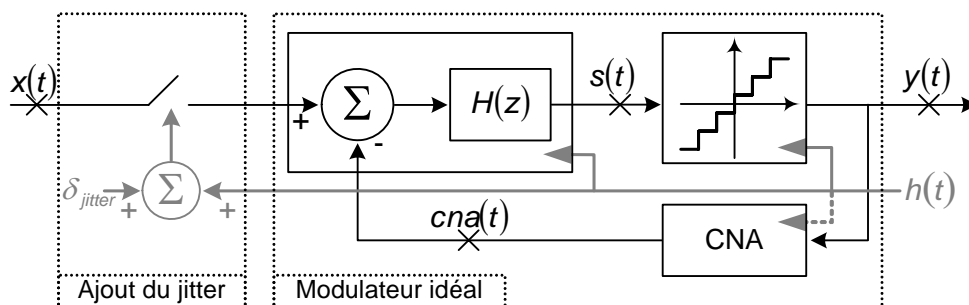 x(t)
δjitter
+
+
Σ
Ajout du jitter
+
-
Σ
H(z)
s(t)
y(t)
h(t)
cna(t)
CNA
Modulateur idéal